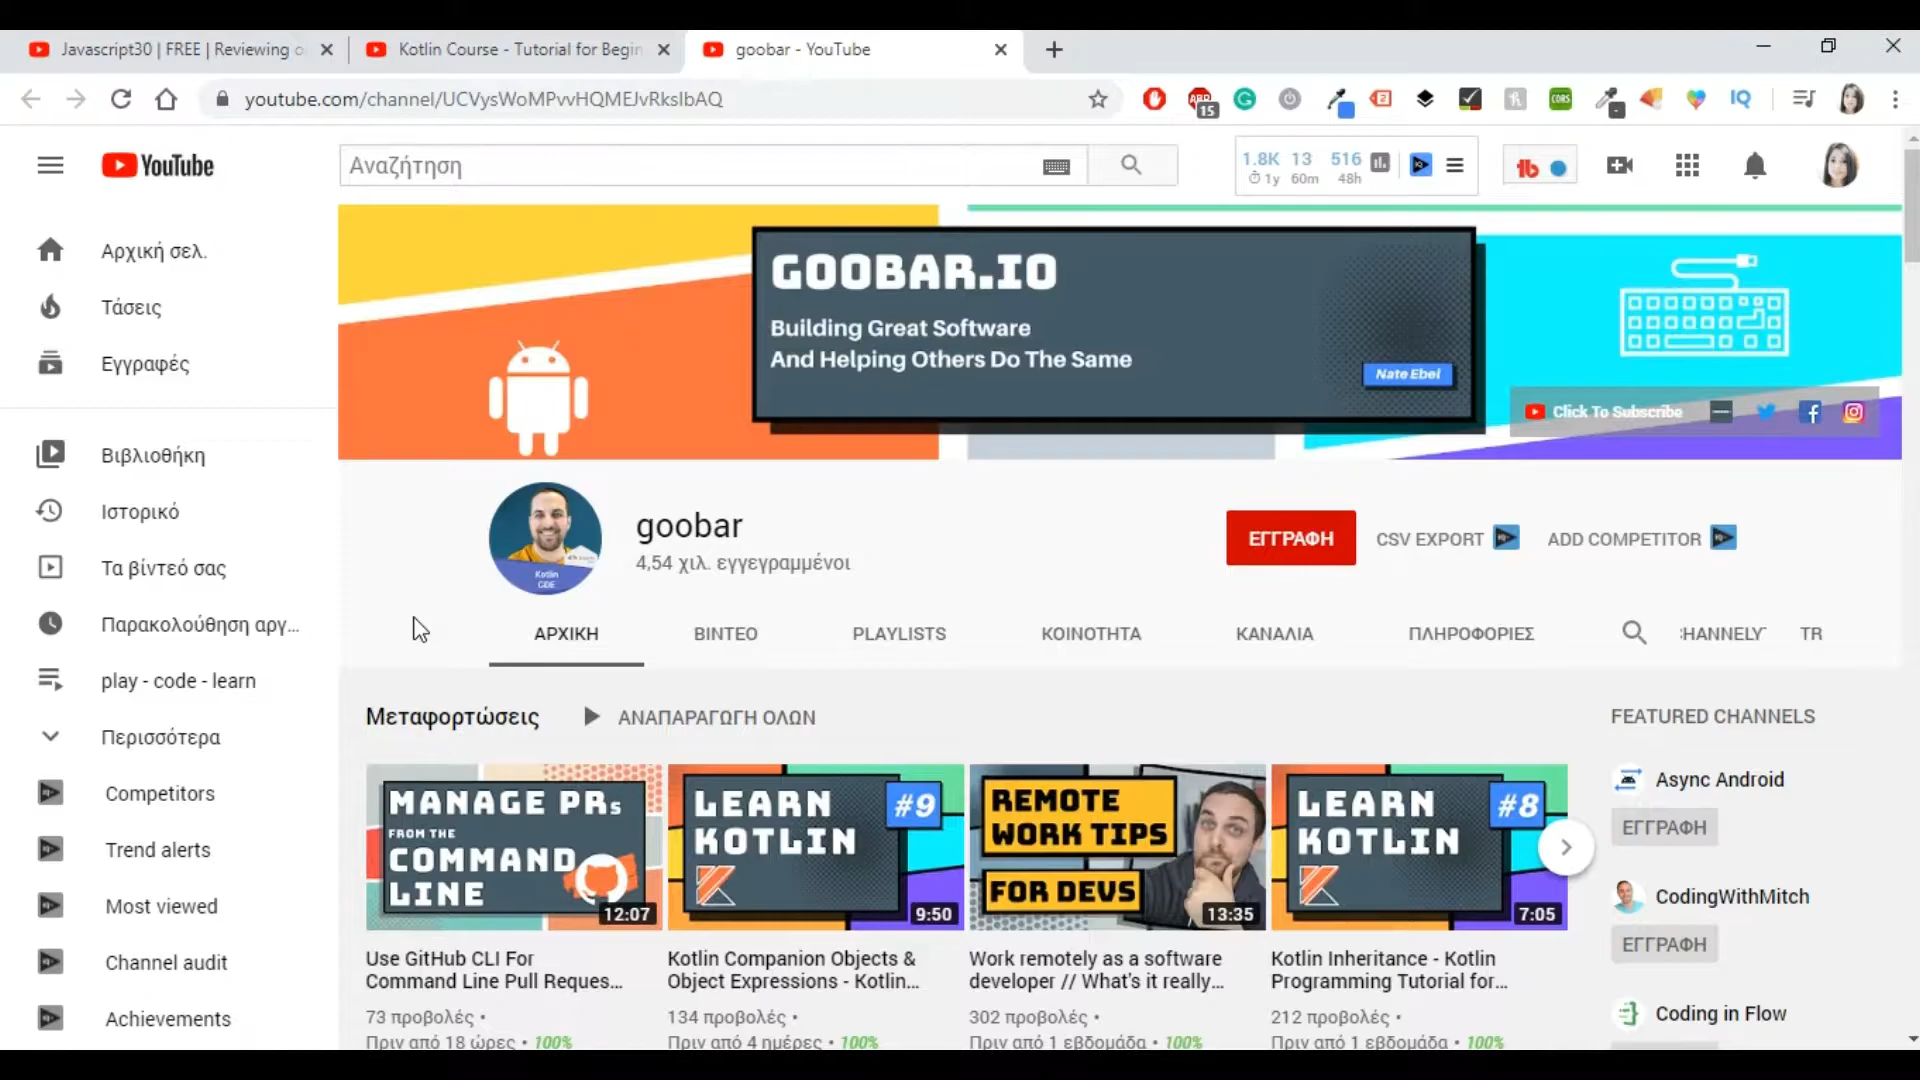 Javascript30 | FREE | Reviewing o
Kotlin Course - Tutorial for Begin
goobar - YouTube
youtube.com/channel/UCVysWoMPvvHQMEJvRksIbAQ
ABP
15
CORS
IQ
YouTube
Αναζήτηση
1.8K 13 516
1y 60m 48h
tb
GOOBAR.IO
Building Great Software
And Helping Others Do The Same
Nate Ebel
Click To Subscribe
Αρχική σελ.
Τάσεις
Εγγραφές
Βιβλιοθήκη
Ιστορικό
Τα βίντεό σας
Παρακολούθηση αργ...
play - code - learn
Περισσότερα
Competitors
Trend alerts
Most viewed
Channel audit
Achievements
Kotlin
GDE
goobar
4,54 χιλ. εγγεγραμμένοι
ΕΓΓΡΑΦΗ
CSV EXPORT
ADD COMPETITOR
ΑΡΧΙΚΗ
ΒΙΝΤΕΟ
PLAYLISTS
ΚΟΙΝΟΤΗΤΑ
ΚΑΝΑΛΙΑ
ΠΛΗΡΟΦΟΡΙΕΣ
HANNELY
TR
Μεταφορτώσεις
ΑΝΑΠΑΡΑΓΩΓΗ ΟΛΩΝ
MANAGE PRs
FROM THE
COMMAND
LINE
12:07
Use GitHub CLI For
Command Line Pull Reques...
73 προβολές •
Πριν από 18 ώρες • 100%
LEARN
KOTLIN
#9
9:50
Kotlin Companion Objects &
Object Expressions - Kotlin...
134 προβολές •
Πριν από 4 ημέρες • 100%
REMOTE
WORK TIPS
FOR DEVS
13:35
Work remotely as a software
developer // What's it really...
302 προβολές •
Πριν από 1 εβδομάδα • 100%
LEARN
KOTLIN
#8
7:05
Kotlin Inheritance - Kotlin
Programming Tutorial for...
212 προβολές •
Πριν από 1 εβδομάδα • 100%
FEATURED CHANNELS
Async Android
ΕΓΓΡΑΦΗ
CodingWithMitch
ΕΓΓΡΑΦΗ
Coding in Flow